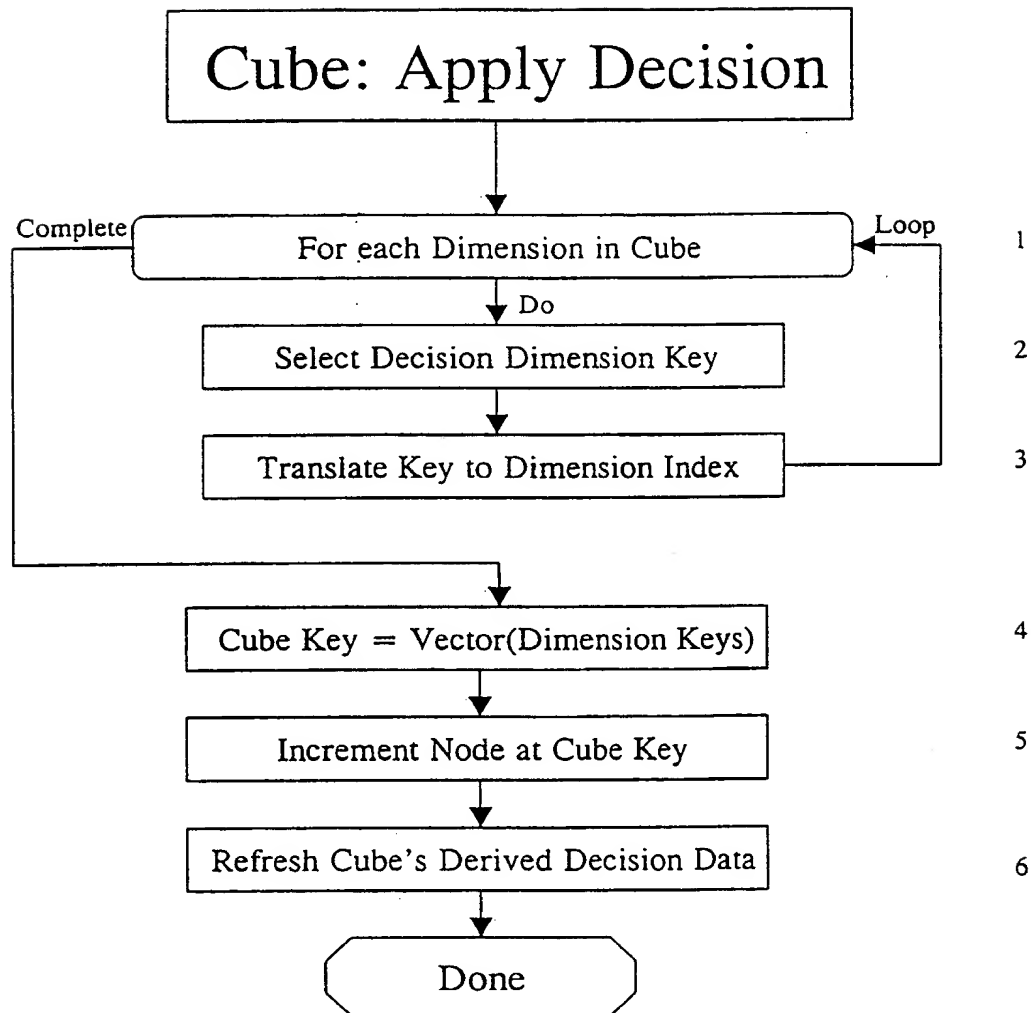 Cube: Apply Decision
Complete
Loop
For each Dimension in Cube
1
Do
Select Decision Dimension Key
2
Translate Key to Dimension Index
3
Cube Key = Vector(Dimension Keys)
4
Increment Node at Cube Key
5
Refresh Cube's Derived Decision Data
6
Done